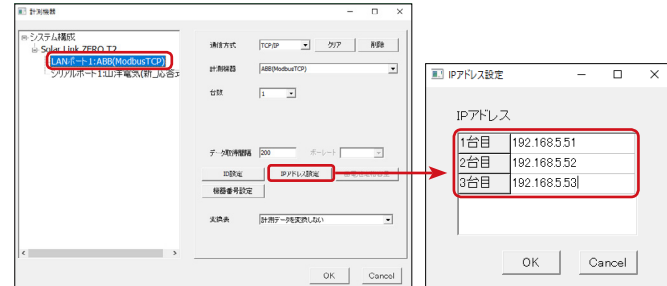 計測機器
システム構成
Solar Link ZERO T2
LANポート1:ABB(ModbusTCP)
シリアルポート1:山洋電気(新_応答式
通信方式 TCP/IP クリア 削除
計測機器 ABB(ModbusTCP)
台数 1
データ取得間隔 200 ボーレート
ID設定 IPアドレス設定
機器番号設定
変換表 計測データを変換しない
OK Cancel
IPアドレス設定
IPアドレス
1台目 192.168.5.51
2台目 192.168.5.52
3台目 192.168.5.53
OK Cancel